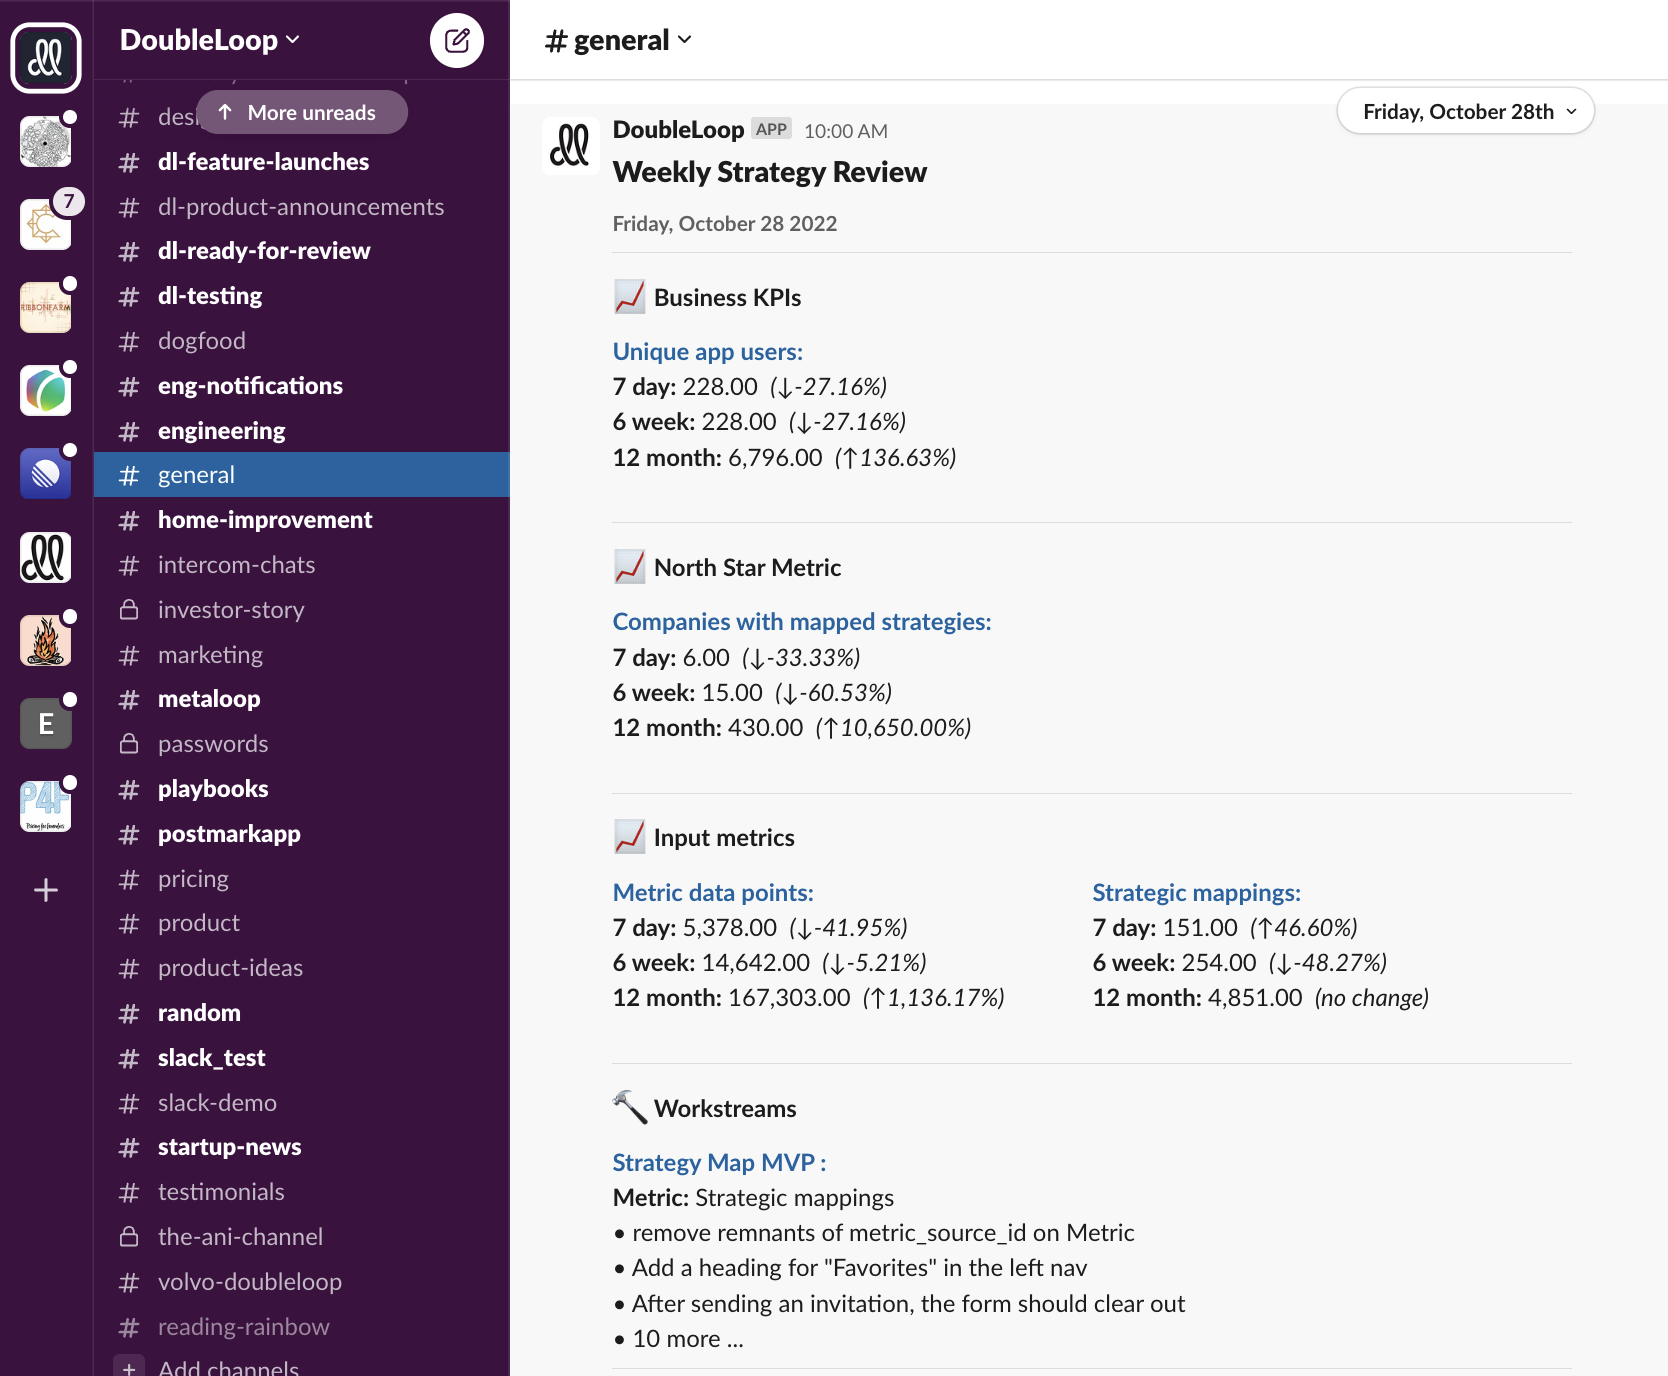 DoubleLoop
More unreads
dl-feature-launches
dl-product-announcements
dl-ready-for-review
dl-testing
dogfood
eng-notifications
engineering
general
home-improvement
intercom-chats
investor-story
marketing
metaloop
passwords
playbooks
postmarkapp
pricing
product
product-ideas
random
slack_test
slack-demo
startup-news
testimonials
the-ani-channel
volvo-doubleloop
reading-rainbow
Add channels
7
RIBBONFARM
E
P4F
Pricing for Founders
# general
Friday, October 28th
DoubleLoop APP 10:00 AM
Weekly Strategy Review
Friday, October 28 2022
Business KPIs
Unique app users:
7 day: 228.00 (↓-27.16%)
6 week: 228.00 (↓-27.16%)
12 month: 6,796.00 (↑136.63%)
North Star Metric
Companies with mapped strategies:
7 day: 6.00 (↓-33.33%)
6 week: 15.00 (↓-60.53%)
12 month: 430.00 (↑10,650.00%)
Input metrics
Metric data points:
7 day: 5,378.00 (↓-41.95%)
6 week: 14,642.00 (↓-5.21%)
12 month: 167,303.00 (↑1,136.17%)
Strategic mappings:
7 day: 151.00 (↑46.60%)
6 week: 254.00 (↓-48.27%)
12 month: 4,851.00 (no change)
Workstreams
Strategy Map MVP :
Metric: Strategic mappings
• remove remnants of metric_source_id on Metric
• Add a heading for "Favorites" in the left nav
• After sending an invitation, the form should clear out
• 10 more ...